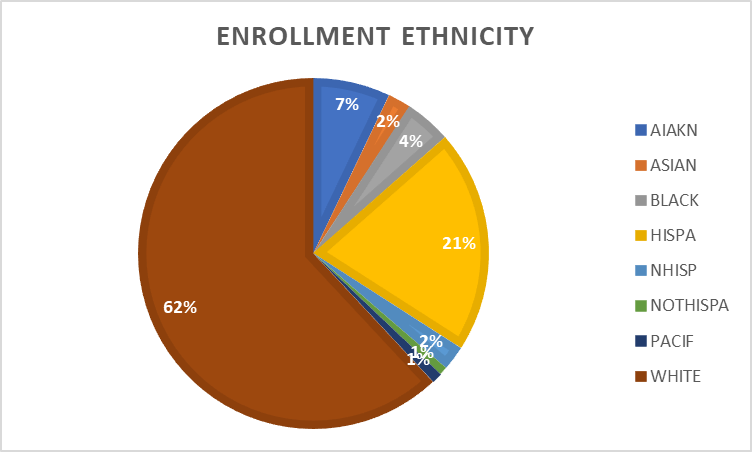 ENROLLMENT ETHNICITY
7%
2%
4%
21%
2%
1%
1%
62%
AIAKN
ASIAN
BLACK
HISPA
NHISP
NOTHISPA
PACIF
WHITE